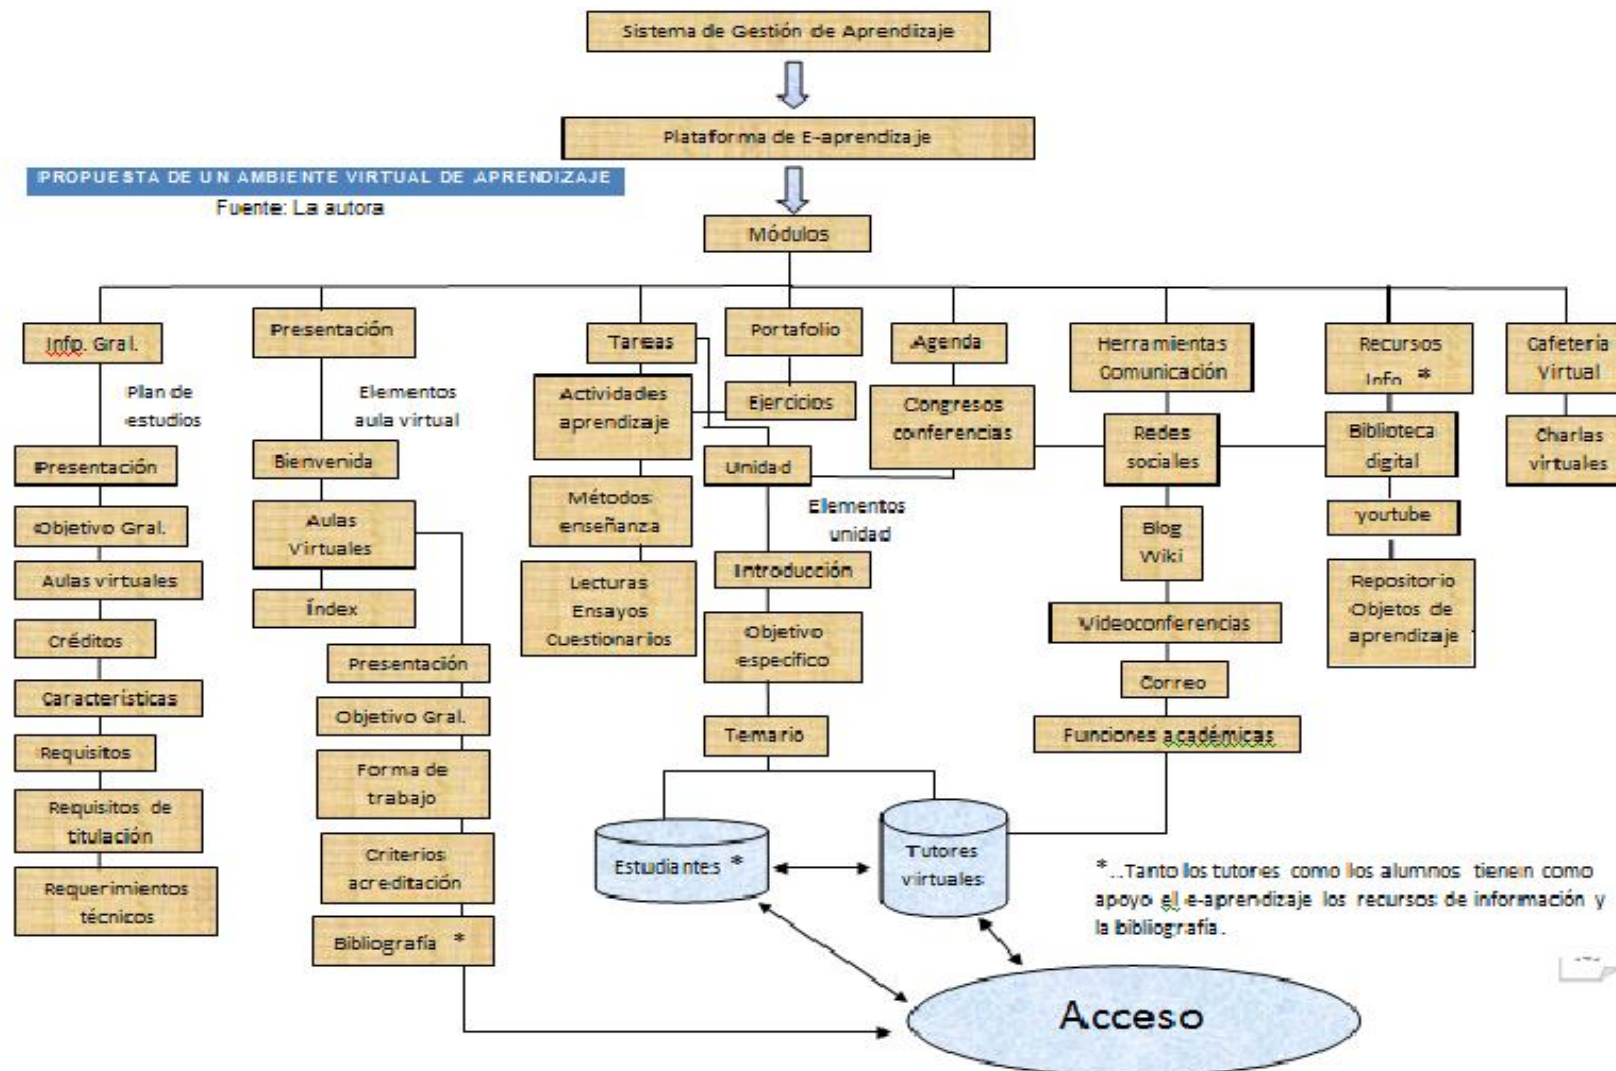 Sistema de Gestión de Aprendizaje
Plataforma de E-aprendizaje
PROPUESTA DE UN AMBIENTE VIRTUAL DE APRENDIZAJE
Fuente: La autora
Módulos
Info. Gral.
Plan de
estudios
Presentación
Objetivo Gral.
Aulas virtuales
Créditos
Características
Requisitos
Requisitos de
titulación
Requerimientos
técnicos
Presentación
Elementos
aula virtual
Bienvenida
Aulas
Virtuales
Índex
Presentación
Objetivo Gral.
Forma de
trabajo
Criterios
acreditación
Bibliografía *
Tareas
Actividades
aprendizaje
Métodos
enseñanza
Lecturas
Ensayos
Cuestionarios
Portafolio
Ejercicios
Unidad
Elementos
unidad
Introducción
Objetivo
específico
Temario
Agenda
Congresos
conferencias
Herramientas
Comunicación
Redes
sociales
Blog
Wiki
Videoconferencias
Correo
Funciones académicas
Recursos
Info *
Biblioteca
digital
youtube
Repositorio
Objetos de
aprendizaje
Cafetería
Virtual
Charlas
virtuales
Estudiantes *
Tutores
virtuales
*..Tanto los tutores como los alumnos tienen como
apoyo el e-aprendizaje los recursos de información y
la bibliografía.
Acceso